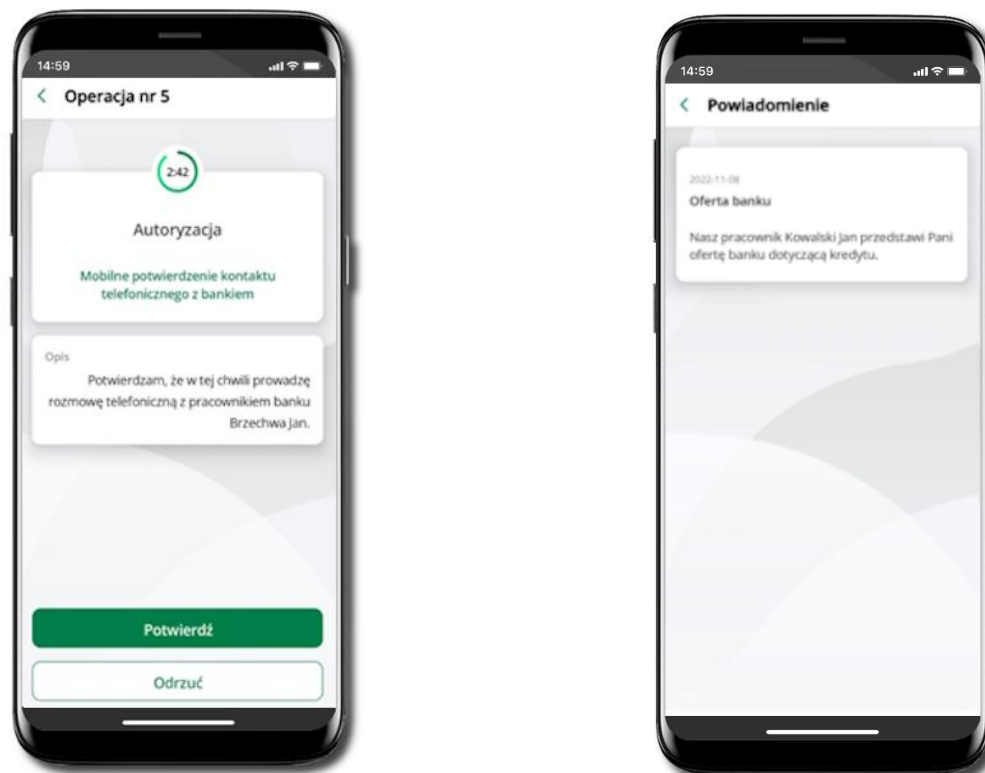 14:59
Operacja nr 5
2:42
Autoryzacja
Mobilne potwierdzenie kontaktu
telefonicznego z bankiem
Opis
Potwierdzam, że w tej chwili prowadzę
rozmowę telefoniczną z pracownikiem banku
Brzechwa Jan.
Potwierdź
Odrzuć
14:59
Powiadomienie
2022-11-08
Oferta banku
Nasz pracownik Kowalski Jan przedstawi Pani
ofertę banku dotyczącą kredytu.